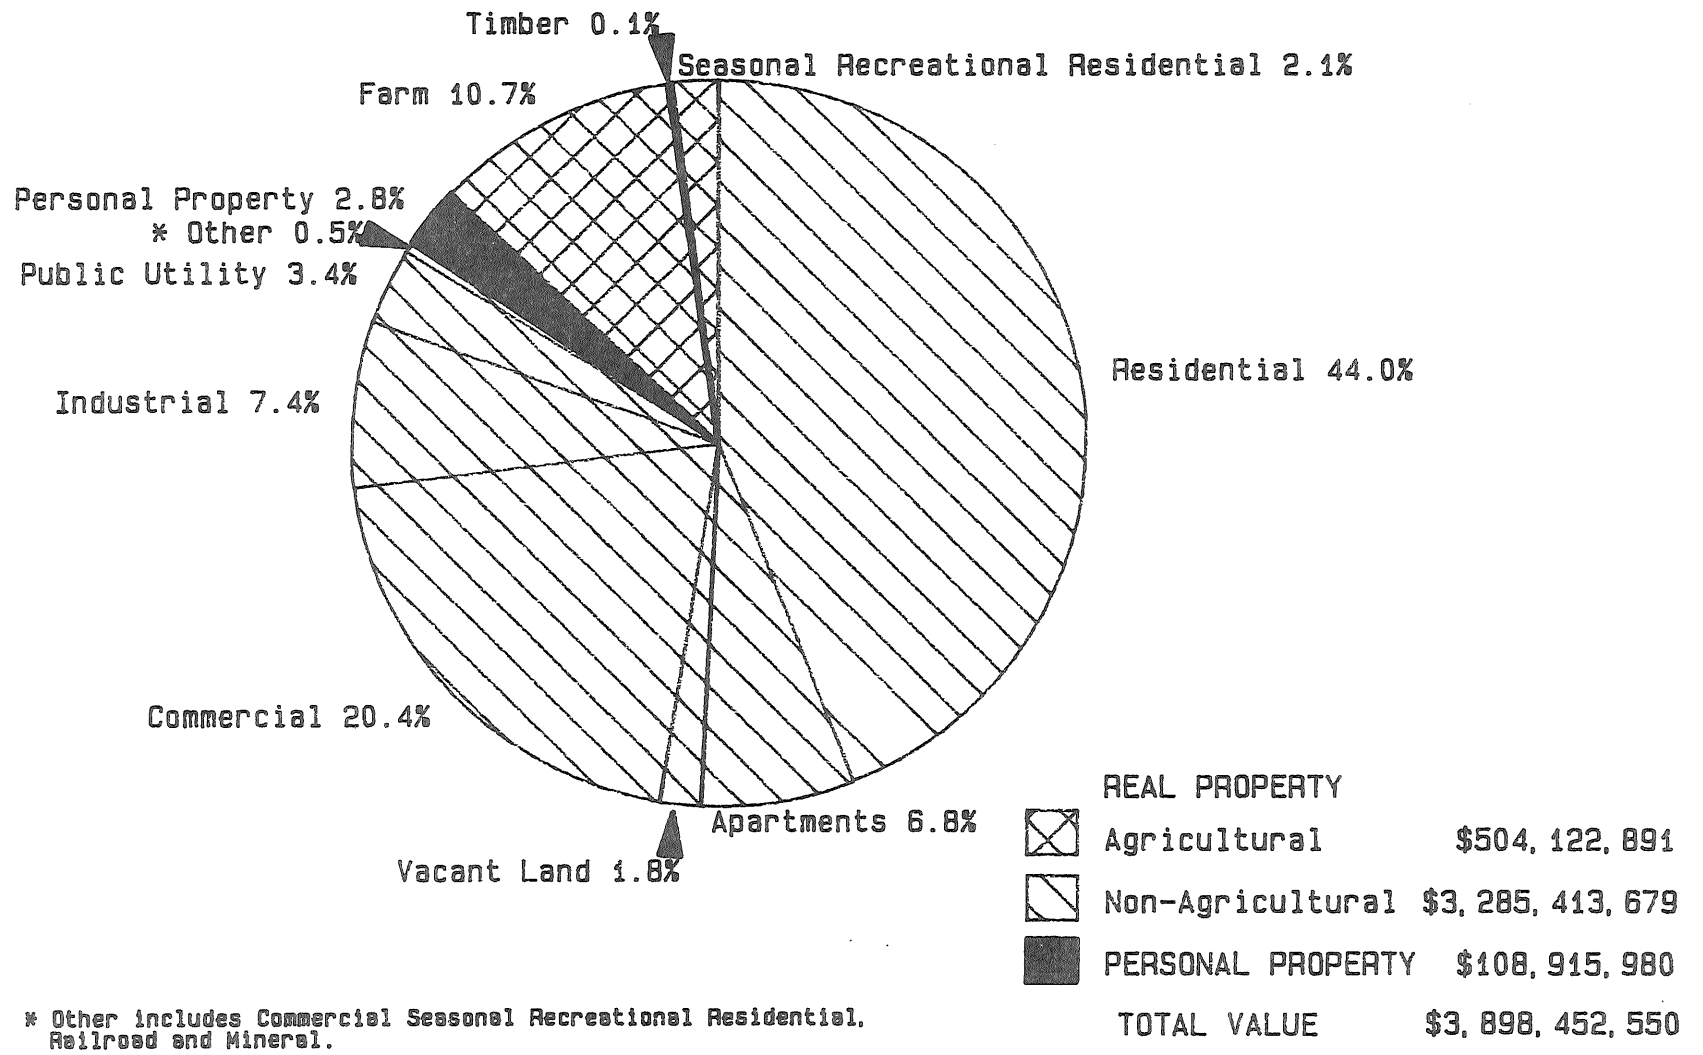 Timber 0.1%
Seasonal Recreational Residential 2.1%
Farm 10.7%
Personal Property 2.8%
* Other 0.5%
Public Utility 3.4%
Residential 44.0%
Industrial 7.4%
Commercial 20.4%
Apartments 6.8%
Vacant Land 1.8%
REAL PROPERTY
Agricultural $504,122,891
Non-Agricultural $3,285,413,679
PERSONAL PROPERTY $108,915,980
TOTAL VALUE $3,898,452,550
* Other includes Commercial Seasonal Recreational Residential,
Railroad and Mineral.